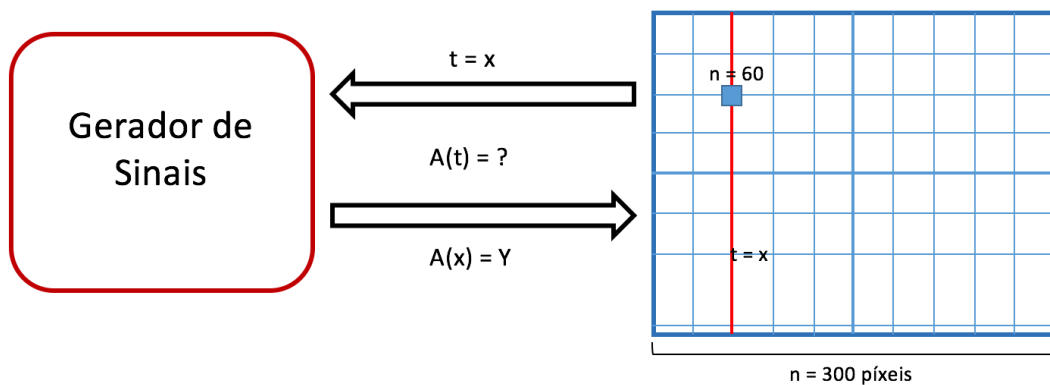 Gerador de
Sinais
t = x
A(t) = ?
A(x) = Y
n = 60
t = x
n = 300 píxeis